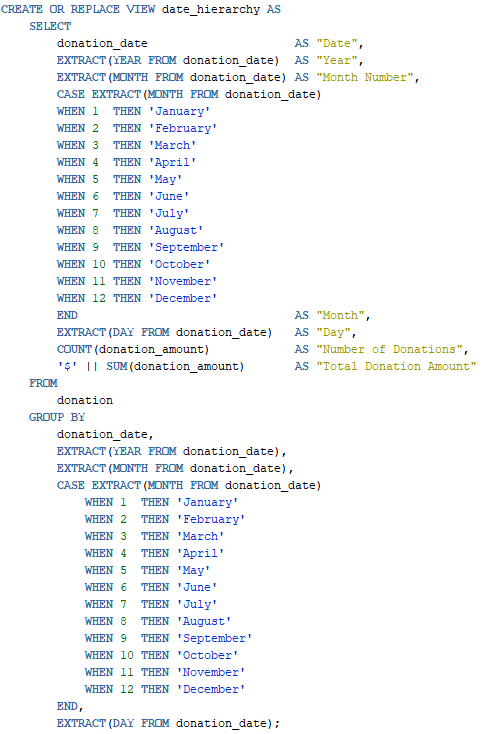 CREATE OR REPLACE VIEW date_hierarchy AS
    SELECT
        donation_date                     AS "Date",
        EXTRACT(YEAR FROM donation_date)  AS "Year",
        EXTRACT(MONTH FROM donation_date) AS "Month Number",
        CASE EXTRACT(MONTH FROM donation_date)
        WHEN 1  THEN 'January'
        WHEN 2  THEN 'February'
        WHEN 3  THEN 'March'
        WHEN 4  THEN 'April'
        WHEN 5  THEN 'May'
        WHEN 6  THEN 'June'
        WHEN 7  THEN 'July'
        WHEN 8  THEN 'August'
        WHEN 9  THEN 'September'
        WHEN 10 THEN 'October'
        WHEN 11 THEN 'November'
        WHEN 12 THEN 'December'
        END                               AS "Month",
        EXTRACT(DAY FROM donation_date)   AS "Day",
        COUNT(donation_amount)            AS "Number of Donations",
        '$' || SUM(donation_amount)       AS "Total Donation Amount"
    FROM
        donation
    GROUP BY
        donation_date,
        EXTRACT(YEAR FROM donation_date),
        EXTRACT(MONTH FROM donation_date),
        CASE EXTRACT(MONTH FROM donation_date)
            WHEN 1  THEN 'January'
            WHEN 2  THEN 'February'
            WHEN 3  THEN 'March'
            WHEN 4  THEN 'April'
            WHEN 5  THEN 'May'
            WHEN 6  THEN 'June'
            WHEN 7  THEN 'July'
            WHEN 8  THEN 'August'
            WHEN 9  THEN 'September'
            WHEN 10 THEN 'October'
            WHEN 11 THEN 'November'
            WHEN 12 THEN 'December'
        END,
        EXTRACT(DAY FROM donation_date);